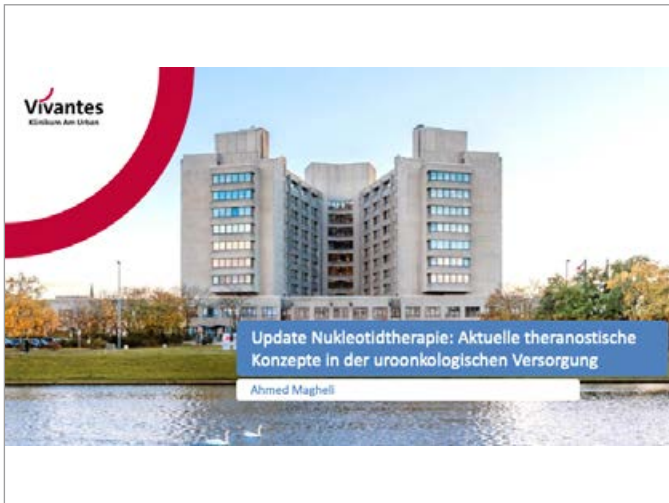 Vivantes
Klinikum Am Urban
Update Nukleotidtherapie: Aktuelle theranostische
Konzepte in der uroonkologischen Versorgung
Ahmed Magheli